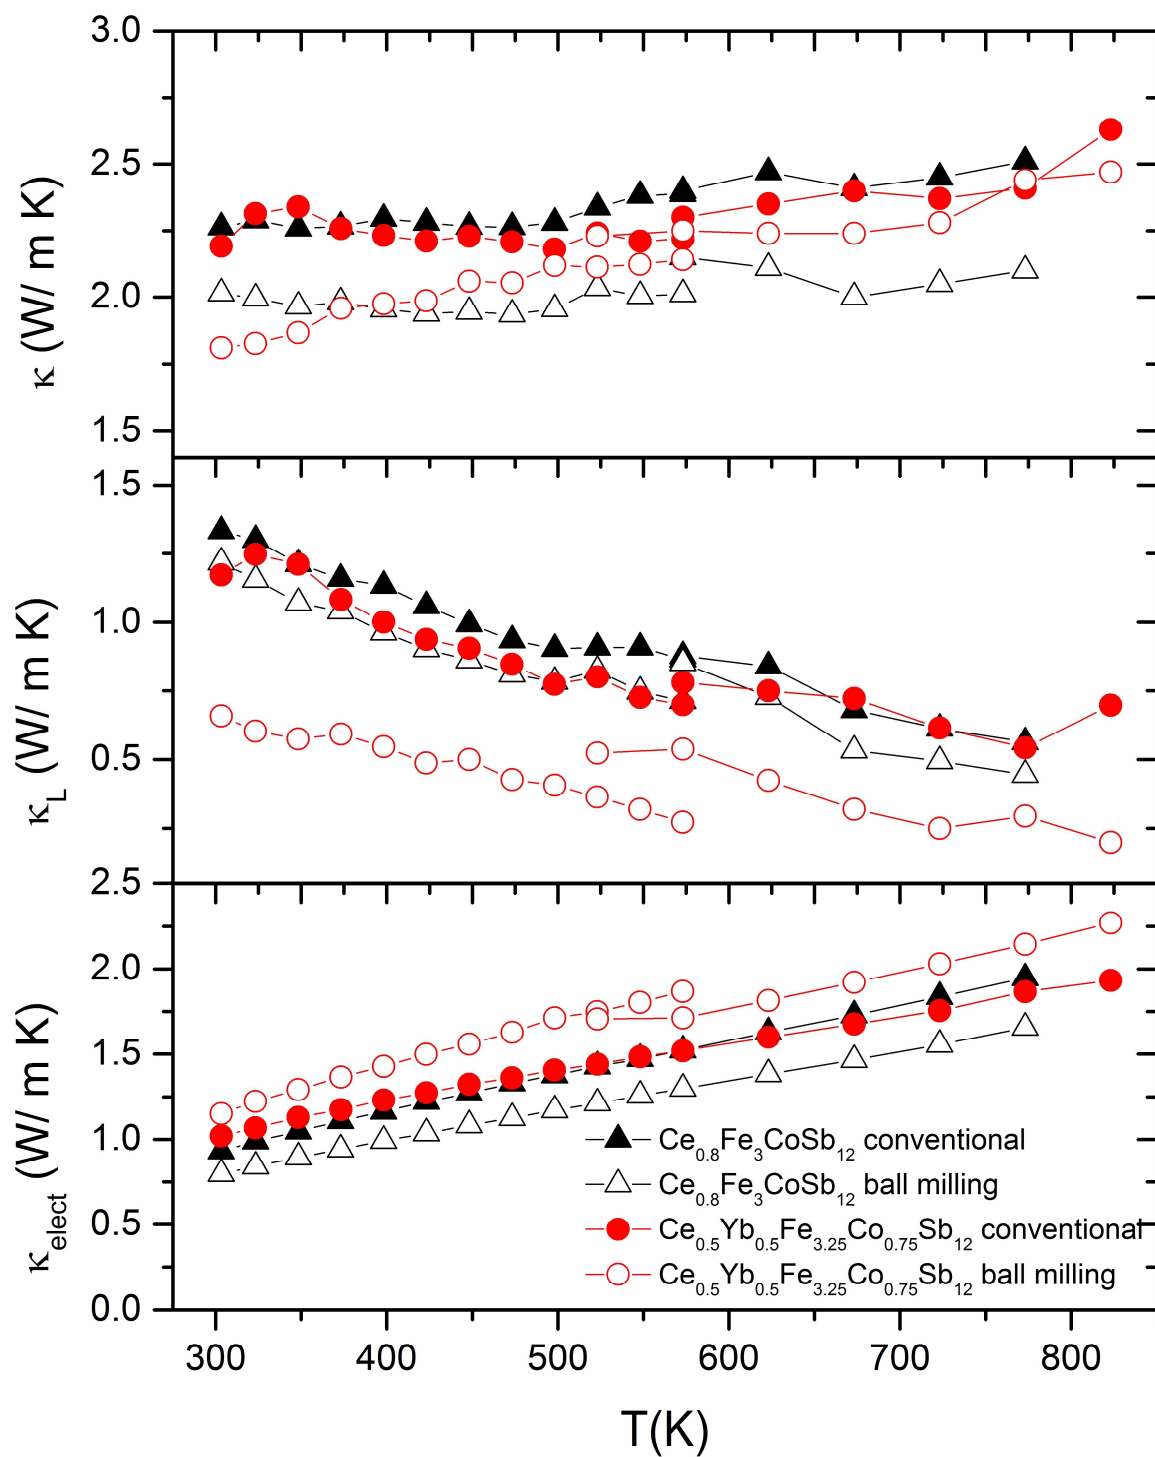 3.0
2.5
2.0
1.5
κ (W/ m K)
1.5
1.0
0.5
κL (W/ m K)
2.5
2.0
1.5
1.0
0.5
0.0
κelect (W/ m K)
Ce0.8Fe3CoSb12 conventional
Ce0.8Fe3CoSb12 ball milling
Ce0.5Yb0.5Fe3.25Co0.75Sb12 conventional
Ce0.5Yb0.5Fe3.25Co0.75Sb12 ball milling
300 400 500 600 700 800
T(K)